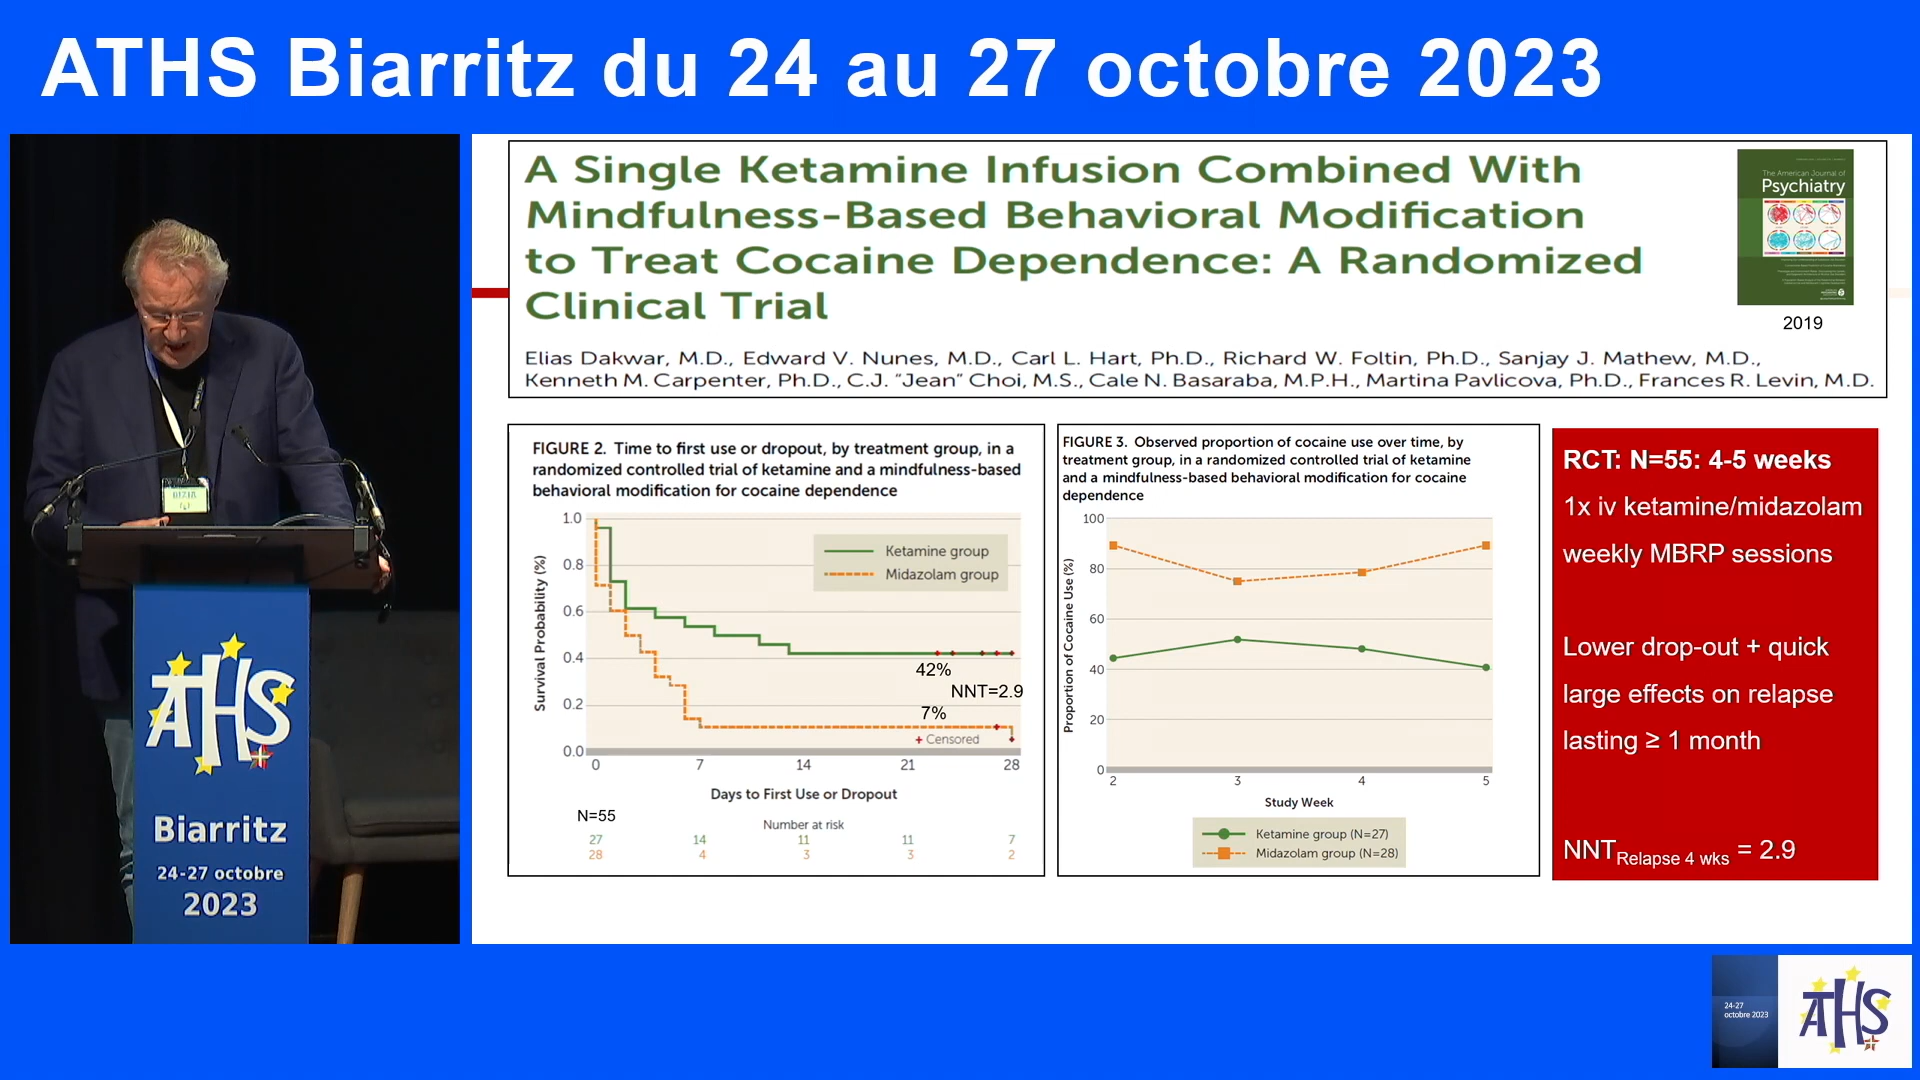 ATHS Biarritz du 24 au 27 octobre 2023
A Single Ketamine Infusion Combined With
Mindfulness-Based Behavioral Modification
to Treat Cocaine Dependence: A Randomized
Clinical Trial
The American Journal of
Psychiatry
2019
Elias Dakwar, M.D., Edward V. Nunes, M.D., Carl L. Hart, Ph.D., Richard W. Foltin, Ph.D., Sanjay J. Mathew, M.D.,
Kenneth M. Carpenter, Ph.D., C.J. “Jean” Choi, M.S., Cale N. Basaraba, M.P.H., Martina Pavlicova, Ph.D., Frances R. Levin, M.D.
FIGURE 2. Time to first use or dropout, by treatment group, in a
randomized controlled trial of ketamine and a mindfulness-based
behavioral modification for cocaine dependence
1.0
0.8
0.6
0.4
0.2
0.0
Survival Probability (%)
Ketamine group
Midazolam group
42%
NNT=2.9
7%
+ Censored
0 7 14 21 28
Days to First Use or Dropout
N=55
Number at risk
27 14 11 11 7
28 4 3 3 2
FIGURE 3. Observed proportion of cocaine use over time, by
treatment group, in a randomized controlled trial of ketamine
and a mindfulness-based behavioral modification for cocaine
dependence
100
80
60
40
20
0
Proportion of Cocaine Use (%)
2 3 4 5
Study Week
Ketamine group (N=27)
Midazolam group (N=28)
RCT: N=55: 4-5 weeks
1x iv ketamine/midazolam
weekly MBRP sessions
Lower drop-out + quick
large effects on relapse
lasting ≥ 1 month
NNT Relapse 4 wks = 2.9
ATHS
Biarritz
24-27 octobre
2023
24-27
octobre 2023
ATHS